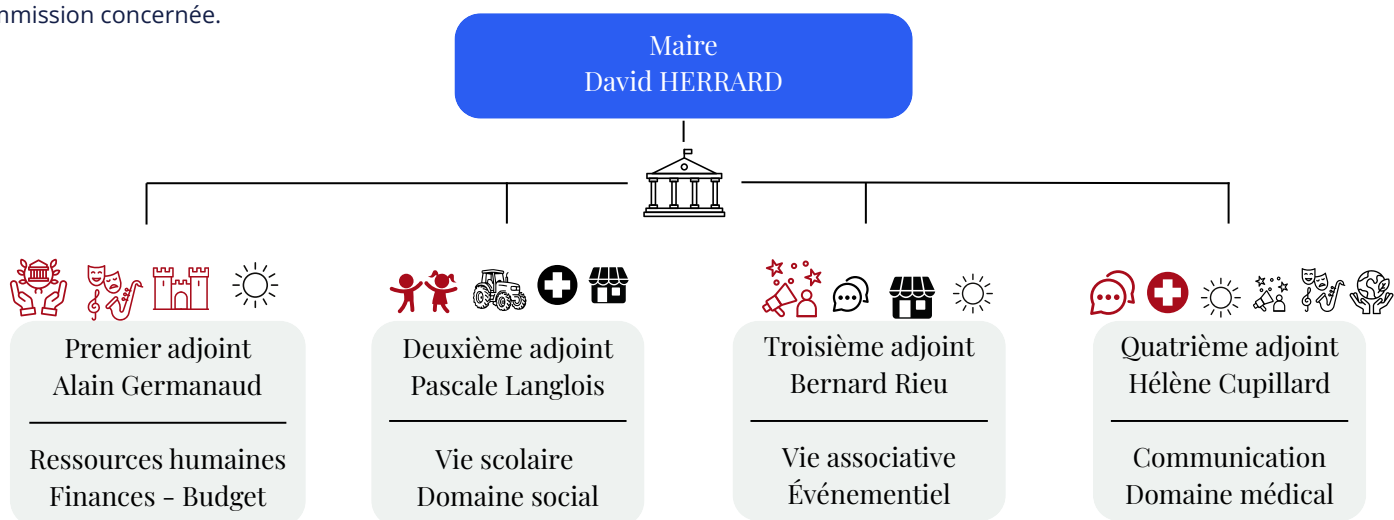 mmission concernée.
Maire
David HERRARD
Premier adjoint
Alain Germanaud
Ressources humaines
Finances - Budget
Deuxième adjoint
Pascale Langlois
Vie scolaire
Domaine social
Troisième adjoint
Bernard Rieu
Vie associative
Événementiel
Quatrième adjoint
Hélène Cupillard
Communication
Domaine médical